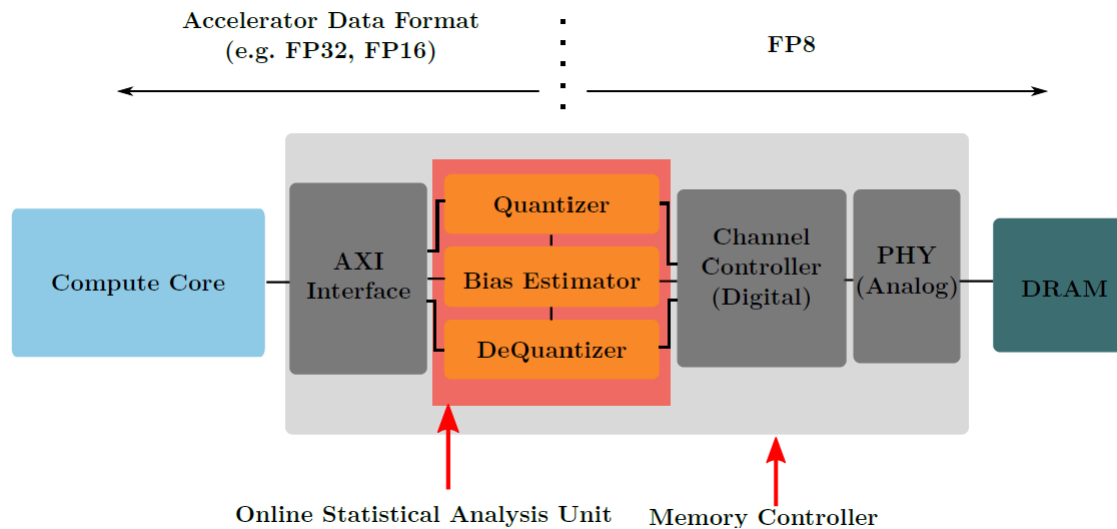 Accelerator Data Format
(e.g. FP32, FP16)
FP8
Compute Core
AXI
Interface
Quantizer
Bias Estimator
DeQuantizer
Channel
Controller
(Digital)
PHY
(Analog)
DRAM
Online Statistical Analysis Unit
Memory Controller